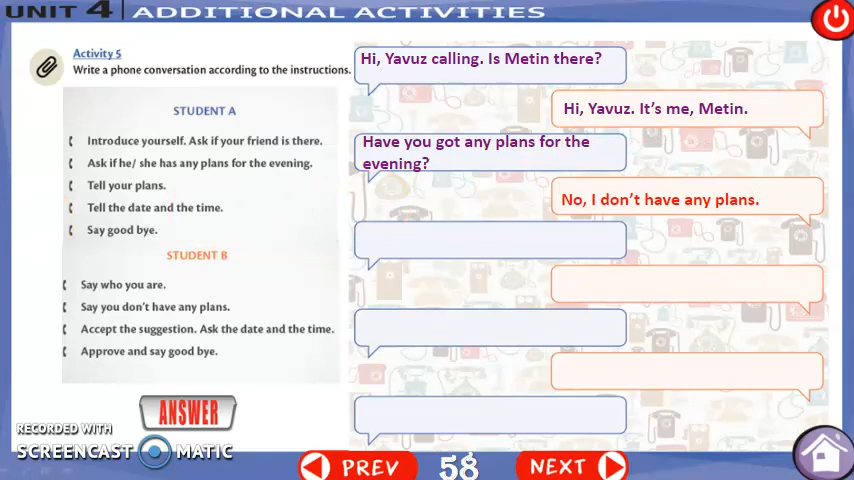 UNIT 4 ADDITIONAL ACTIVITIES
Activity 5
Write a phone conversation according to the instructions.
STUDENT A
Introduce yourself. Ask if your friend is there.
Ask if he/ she has any plans for the evening.
Tell your plans.
Tell the date and the time.
Say good bye.
STUDENT B
Say who you are.
Say you don't have any plans.
Accept the suggestion. Ask the date and the time.
Approve and say good bye.
Hi, Yavuz calling. Is Metin there?
Hi, Yavuz. It's me, Metin.
Have you got any plans for the
evening?
No, I don't have any plans.
ANSWER
RECORDED WITH
SCREENCAST MATIC
PREV
58
NEXT